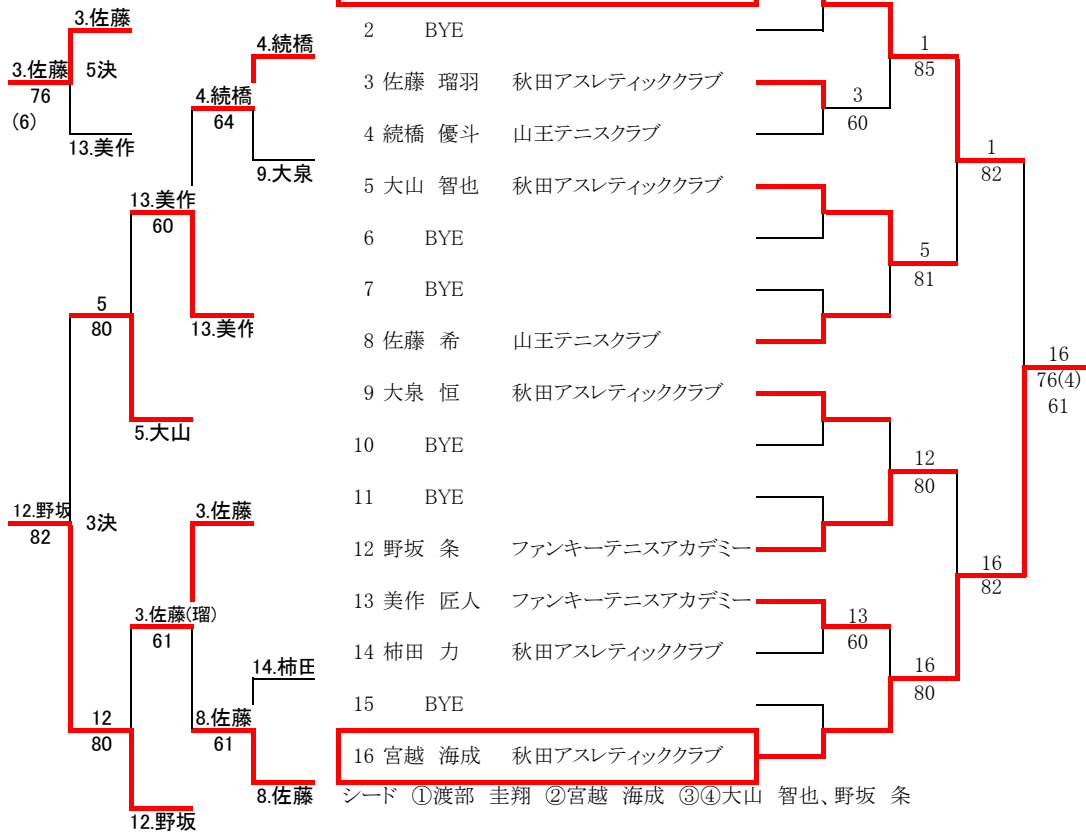 3.佐藤
3.佐藤 5決
76
(6)
13.美作
4.続橋
4.続橋
64
9.大泉
13.美作
60
13.美作
5
80
5.大山
12.野坂 3決
82
3.佐藤
3.佐藤(瑠)
61
14.柿田
12
80
8.佐藤
61
8.佐藤
12.野坂
2 BYE
3 佐藤 瑠羽 秋田アスレティッククラブ
4 続橋 優斗 山王テニスクラブ
5 大山 智也 秋田アスレティッククラブ
6 BYE
7 BYE
8 佐藤 希 山王テニスクラブ
9 大泉 恒 秋田アスレティッククラブ
10 BYE
11 BYE
12 野坂 条 ファンキーテニスアカデミー
13 美作 匠人 ファンキーテニスアカデミー
14 柿田 力 秋田アスレティッククラブ
15 BYE
16 宮越 海成 秋田アスレティッククラブ
シード ①渡部 圭翔 ②宮越 海成 ③④大山 智也、野坂 条
1
85
3
60
1
82
5
81
16
76(4)
61
12
80
16
82
13
60
16
80